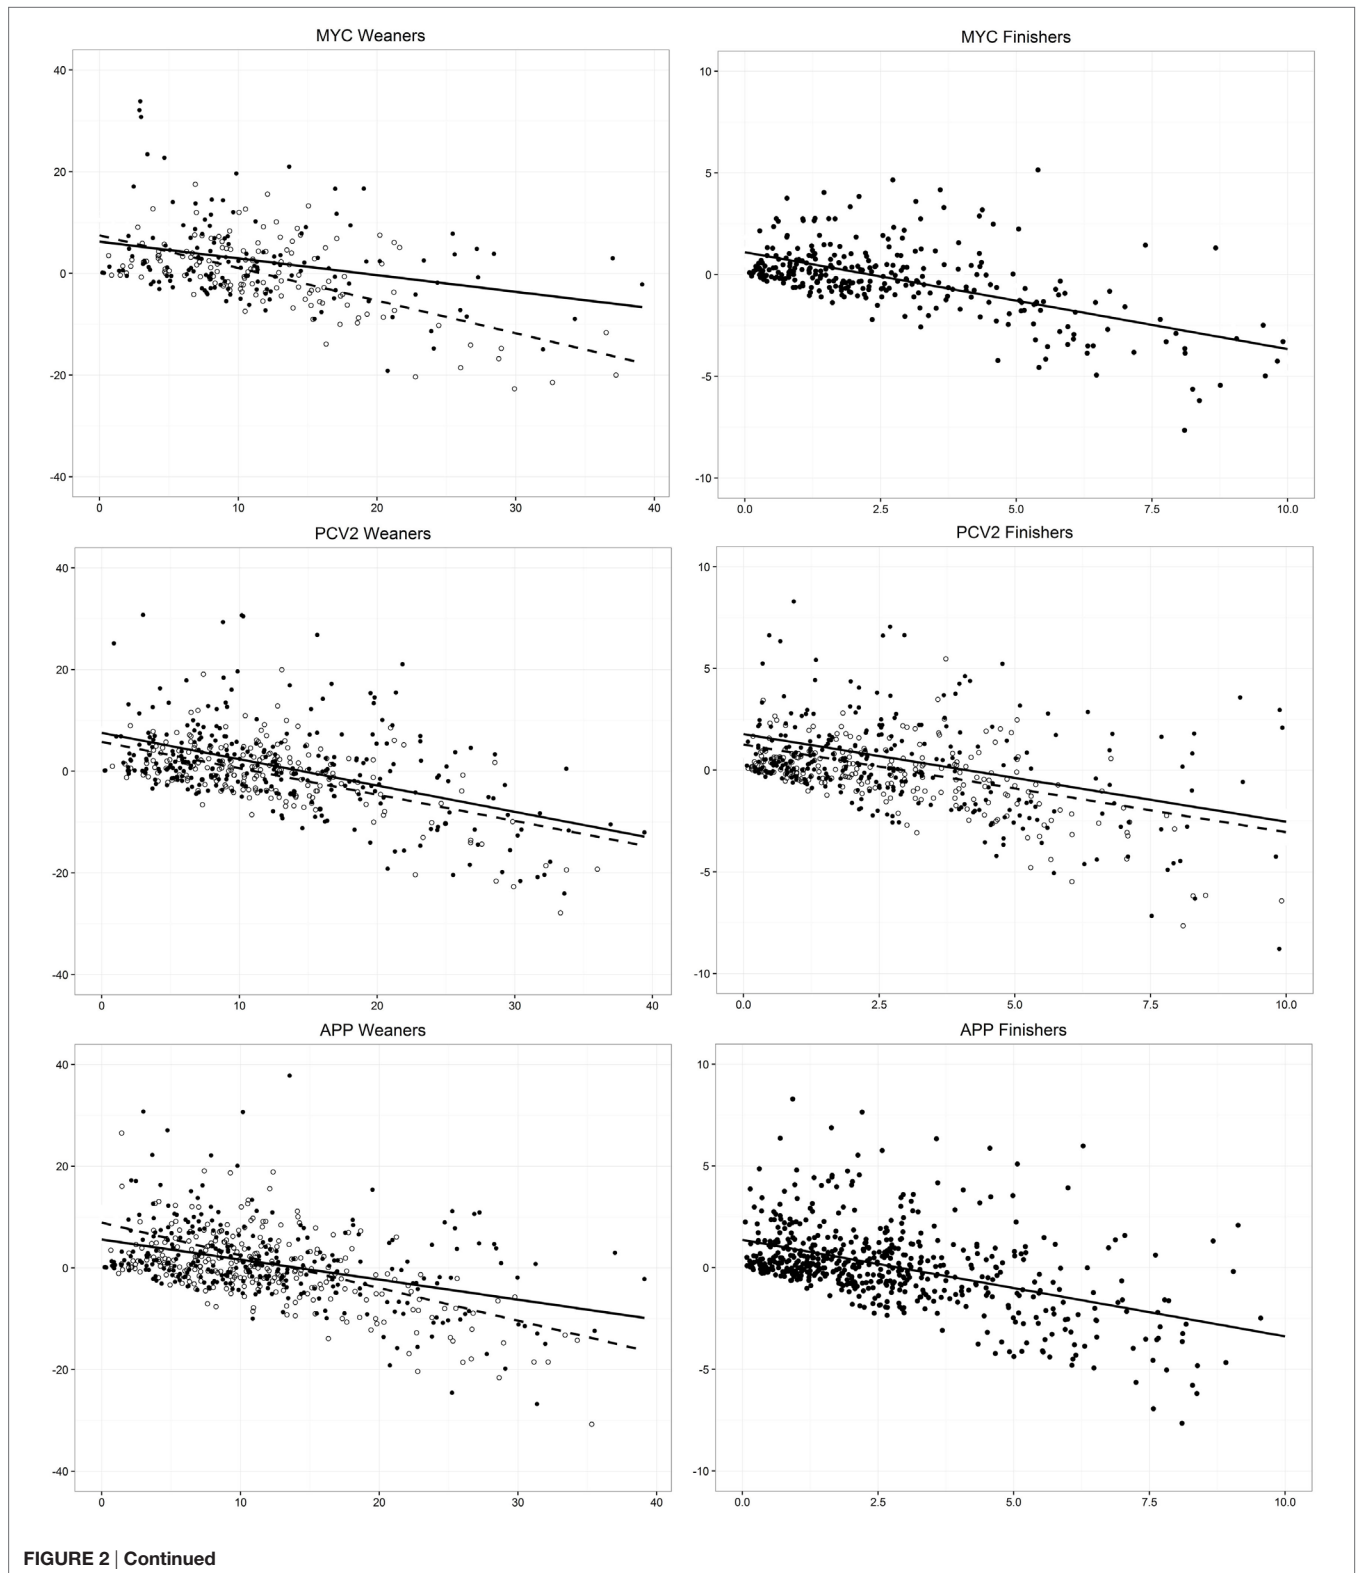 MYC Weaners
40
20
0
-20
-40
0 10 20 30 40
MYC Finishers
10
5
0
-5
-10
0.0 2.5 5.0 7.5 10.0
PCV2 Weaners
40
20
0
-20
-40
0 10 20 30 40
PCV2 Finishers
10
5
0
-5
-10
0.0 2.5 5.0 7.5 10.0
APP Weaners
40
20
0
-20
-40
0 10 20 30 40
APP Finishers
10
5
0
-5
-10
0.0 2.5 5.0 7.5 10.0
FIGURE 2 | Continued